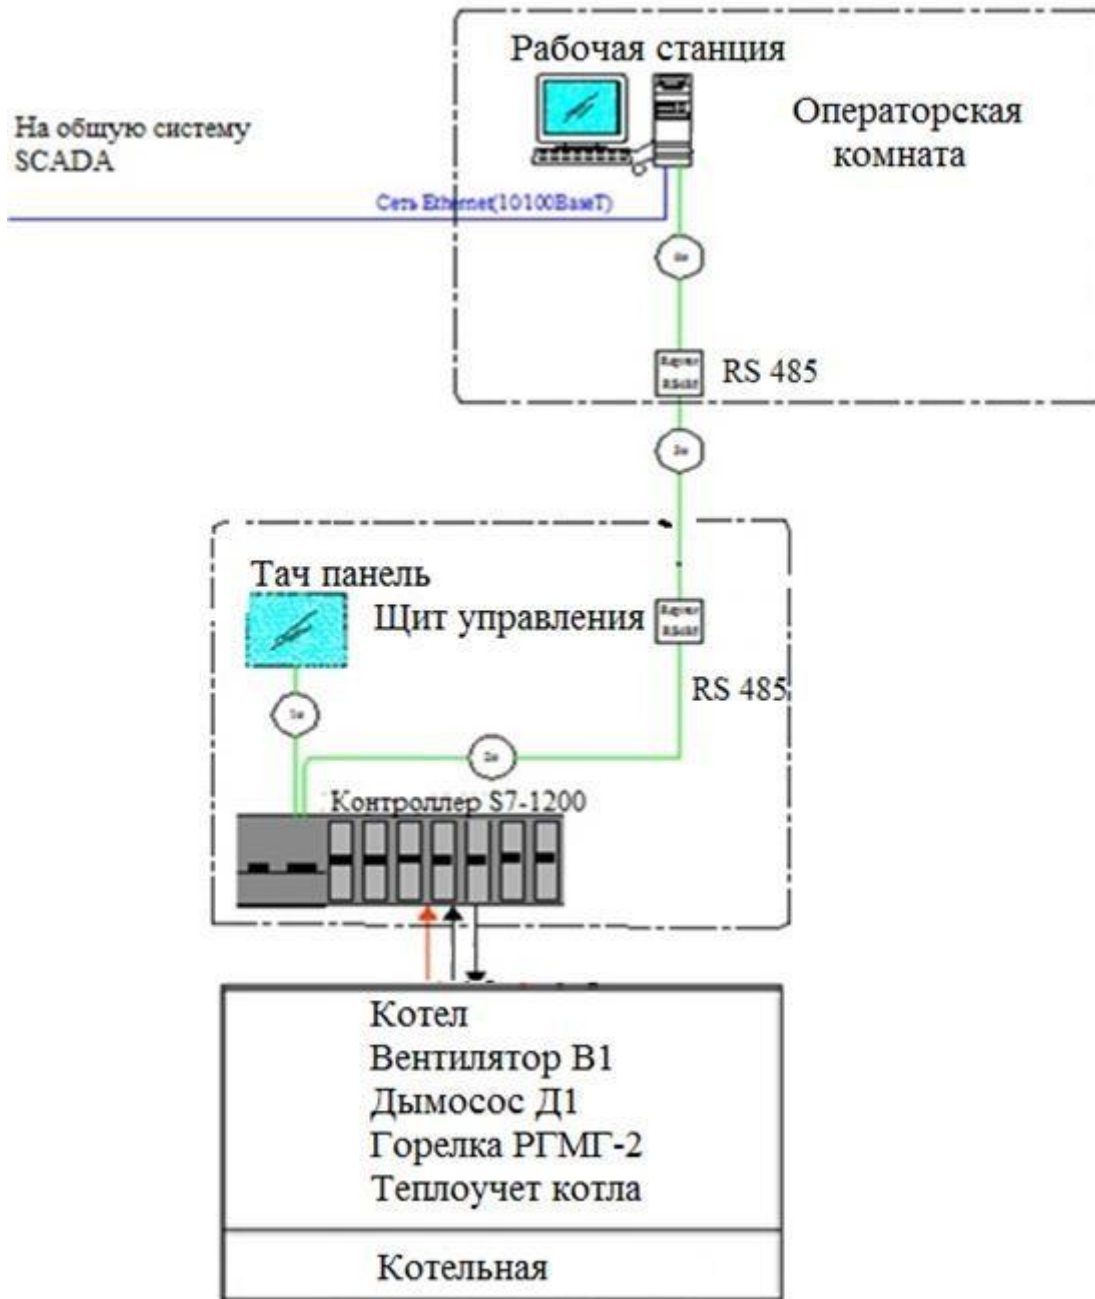 Рабочая станция
Операторская
комната
На общую систему
SCADA
Сеть Ethernet(10/100BaseT)
RS 485
Тач панель
Щит управления
RS 485
Контроллер S7-1200
Котел
Вентилятор В1
Дымосос Д1
Горелка РГМГ-2
Теплоучет котла
Котельная